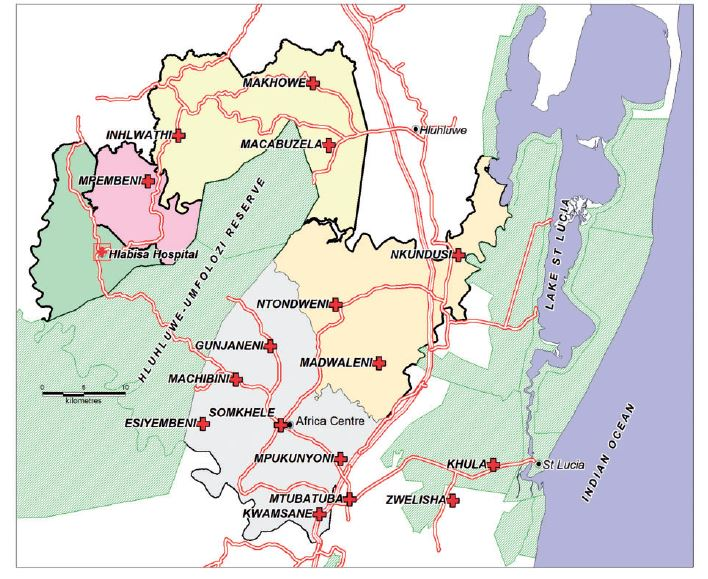 MAKHOWE
Hluhluwe
INHLWATHI
MACABUZELA
MPEMBENI
HLUHLUWE-UMFOLOZI RESERVE
LAKE ST LUCIA
Hlabisa Hospital
NKUNDUSI
NTONDWENI
GUNJANENI
MADWALENI
MACHIBINI
0 5 10
kilometres
SOMKHELE
ESIYEMBENI
Africa Centre
INDIAN OCEAN
MPUKUNYONI
KHULA
St Lucia
MTUBATUBA
ZWELISHA
KWAMSANE